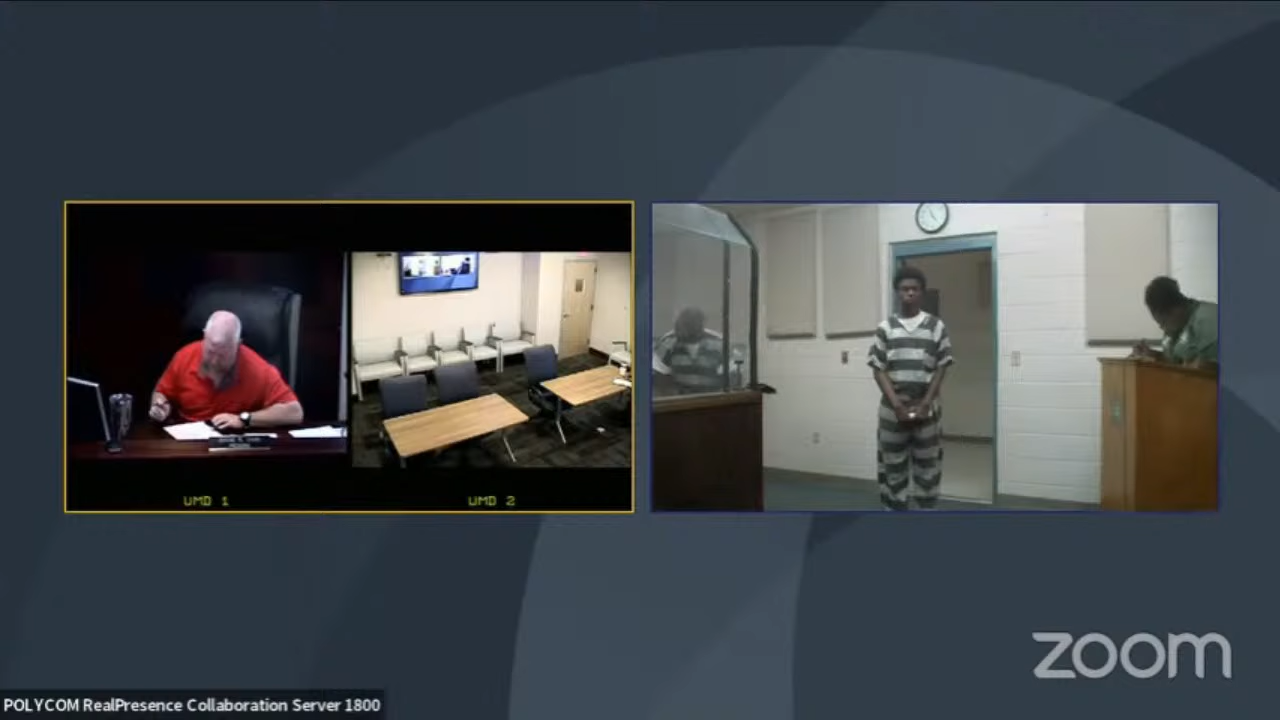 UMD 1
UMD 2
zoom
POLYCOM RealPresence Collaboration Server 1800